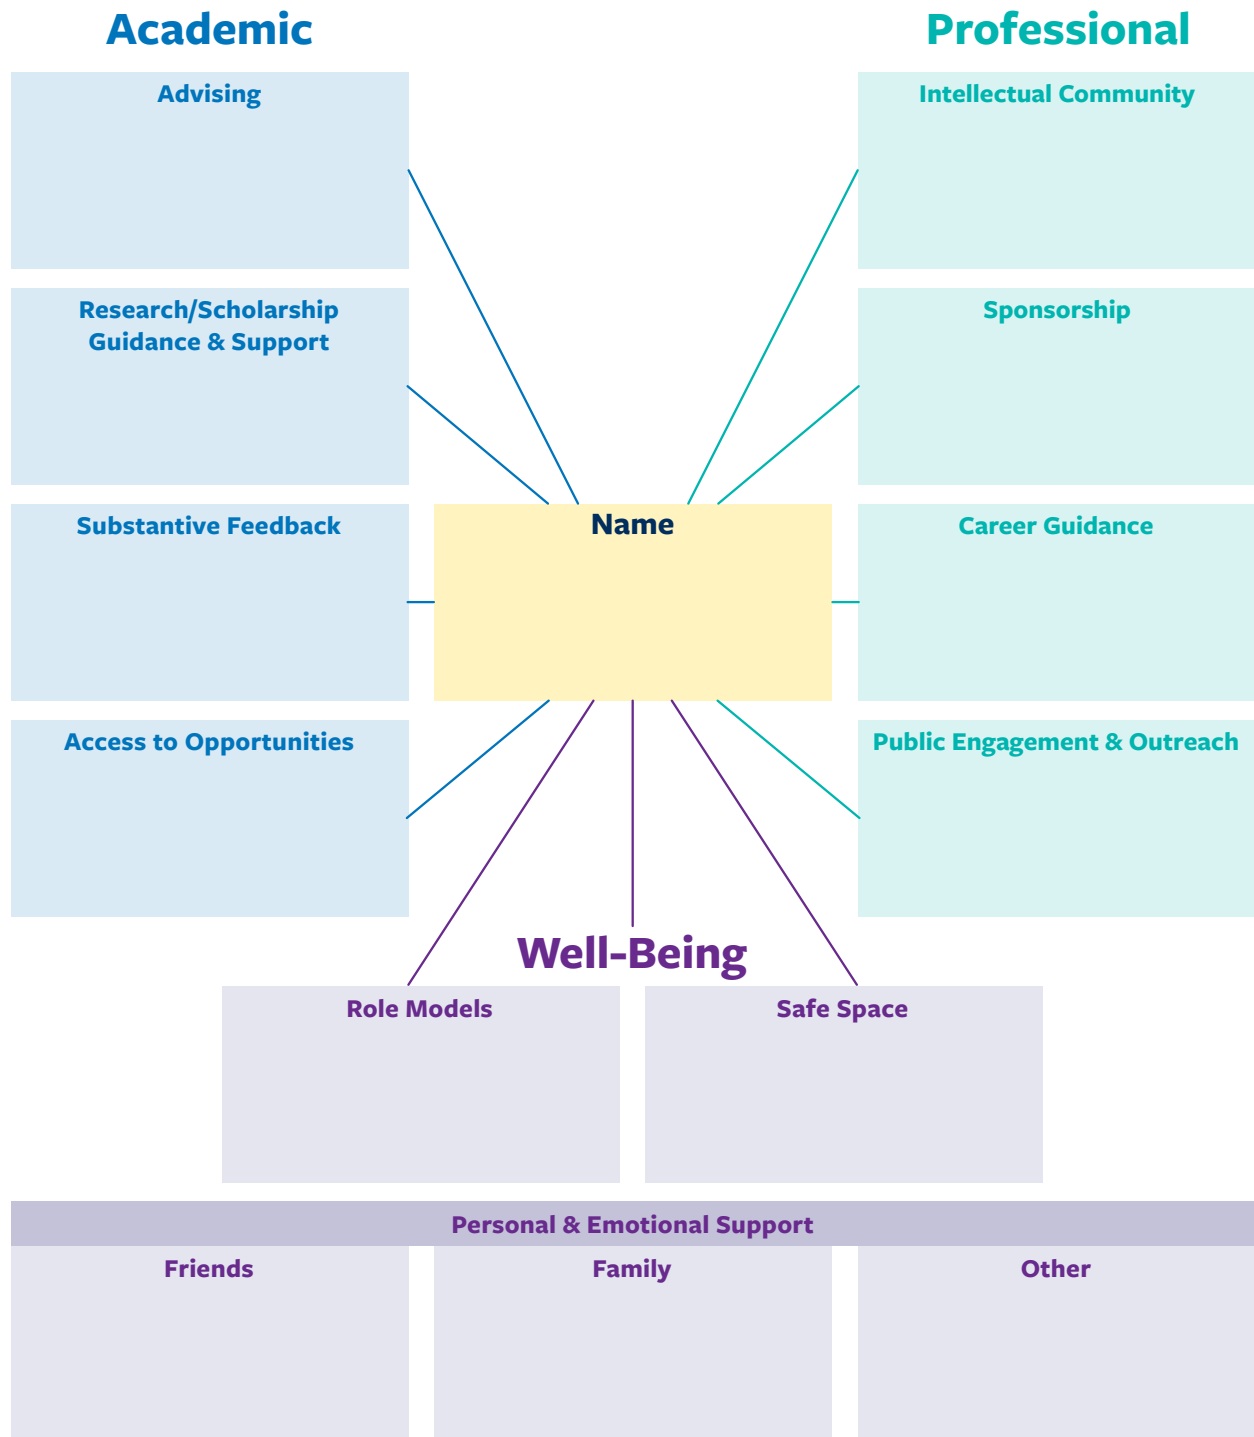 Academic
Professional
Advising
Intellectual Community
Research/Scholarship
Guidance & Support
Sponsorship
Substantive Feedback
Name
Career Guidance
Access to Opportunities
Public Engagement & Outreach
Well-Being
Role Models
Safe Space
Personal & Emotional Support
Friends
Family
Other